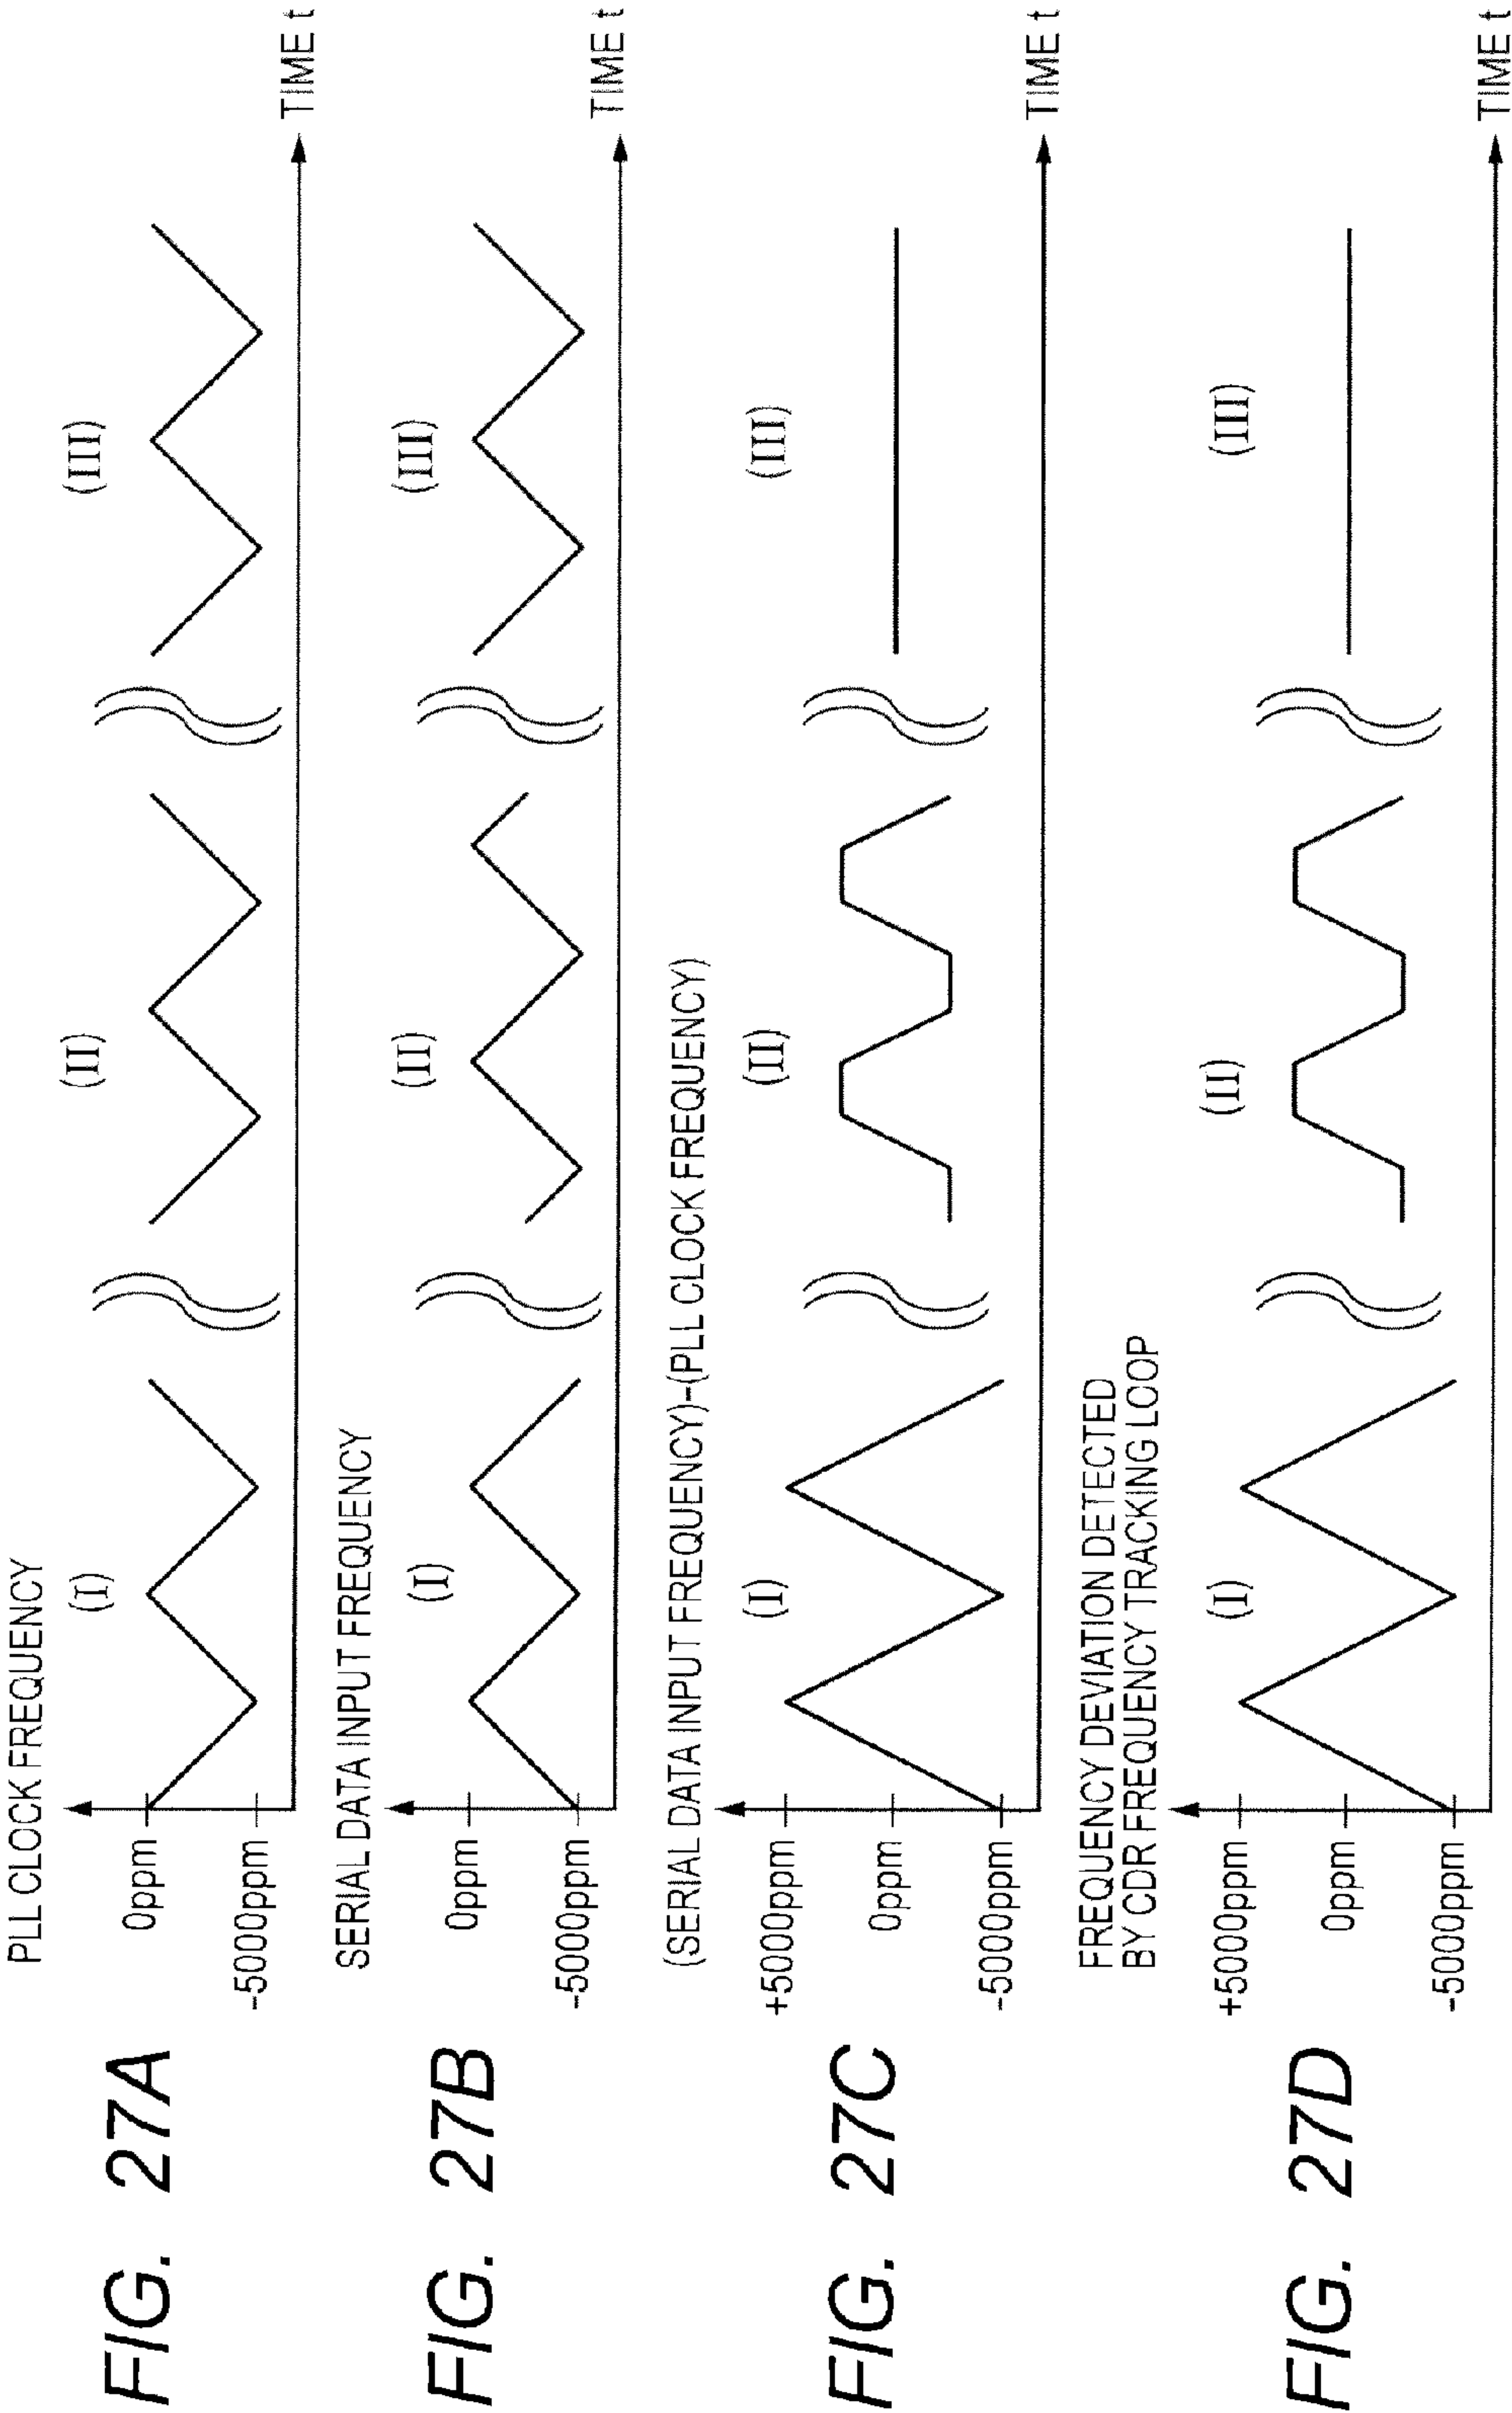 FIG. 27A
PLL CLOCK FREQUENCY
0ppm
-5000ppm
(I)
(II)
(III)
TIME t
FIG. 27B
SERIAL DATA INPUT FREQUENCY
0ppm
-5000ppm
(I)
(II)
(III)
TIME t
FIG. 27C
(SERIAL DATA INPUT FREQUENCY)-(PLL CLOCK FREQUENCY)
+5000ppm
0ppm
-5000ppm
(I)
(II)
(III)
TIME t
FIG. 27D
FREQUENCY DEVIATION DETECTED
BY CDR FREQUENCY TRACKING LOOP
+5000ppm
0ppm
-5000ppm
(I)
(II)
(III)
TIME t